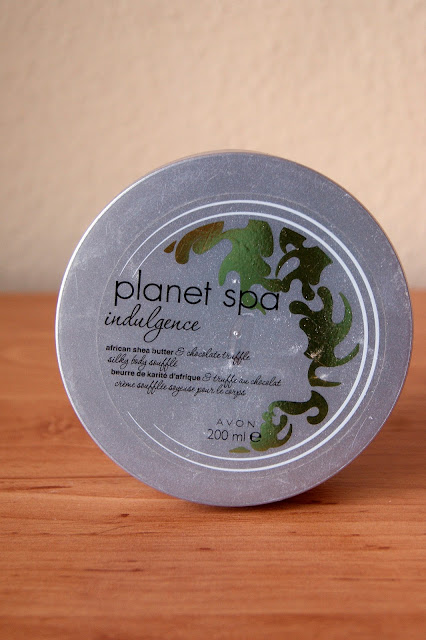 planet spa
indulgence
african shea butter & chocolate truffle
silky body soufflé
beurre de karité d'afrique & truffe au chocolat
crème soufflée soyeuse pour le corps
AVON
200 ml ℮